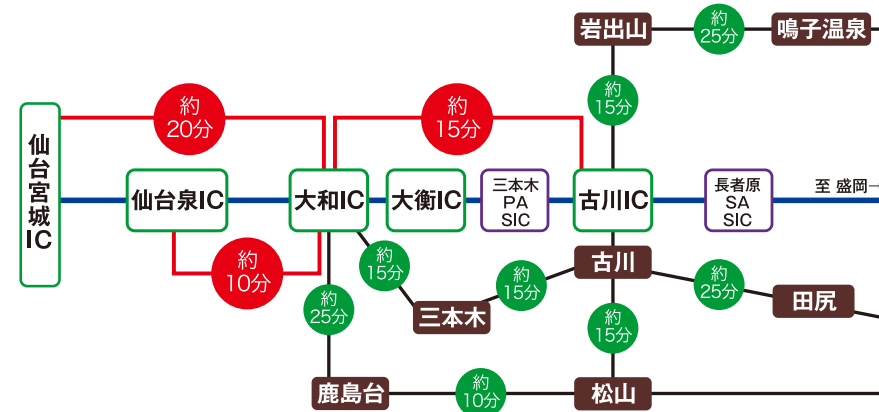 岩出山
約
25分
鳴子温泉
約
15分
約
20分
約
15分
仙台宮城IC
仙台泉IC
大和IC
大衡IC
三本木
PA
SIC
古川IC
長者原
SA
SIC
至 盛岡→
約
10分
約
15分
約
25分
三本木
約
15分
古川
約
15分
約
25分
田尻
鹿島台
約
10分
松山